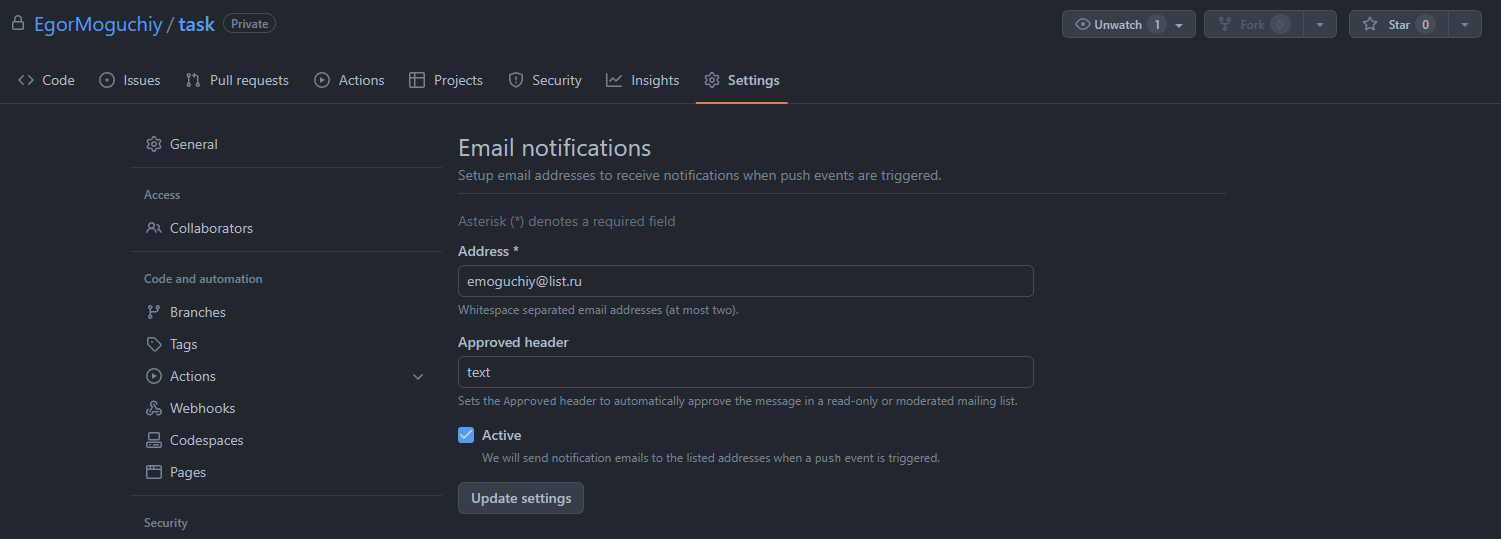 EgorMoguchiy / task Private Unwatch 1 Fork 0 Star 0
Code Issues Pull requests Actions Projects Security Insights Settings
General
Access
Collaborators
Code and automation
Branches
Tags
Actions
Webhooks
Codespaces
Pages
Security
Email notifications
Setup email addresses to receive notifications when push events are triggered.
Asterisk (*) denotes a required field
Address *
emoguchiy@list.ru
Whitespace separated email addresses (at most two).
Approved header
text
Sets the Approved header to automatically approve the message in a read-only or moderated mailing list.
Active
We will send notification emails to the listed addresses when a push event is triggered.
Update settings